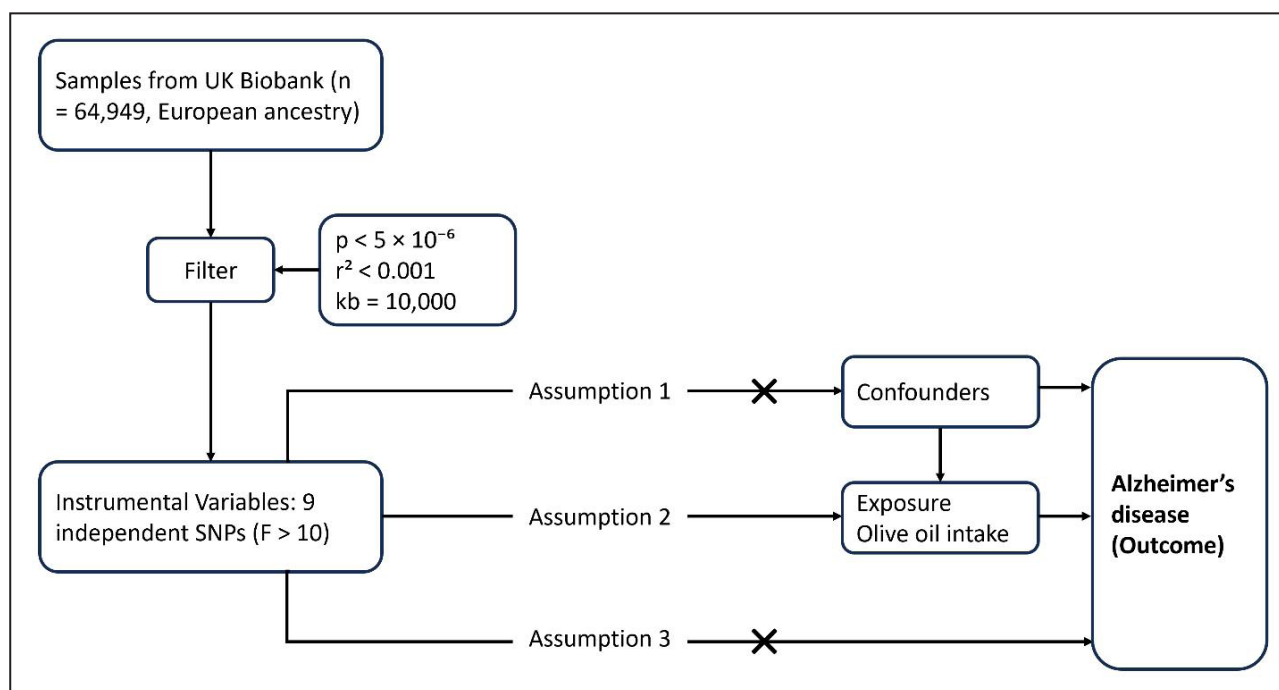 Samples from UK Biobank (n
= 64,949, European ancestry)
Filter
p < 5 × 10⁻⁶
r² < 0.001
kb = 10,000
Assumption 1
Confounders
Instrumental Variables: 9
independent SNPs (F > 10)
Assumption 2
Exposure
Olive oil intake
Alzheimer’s
disease
(Outcome)
Assumption 3